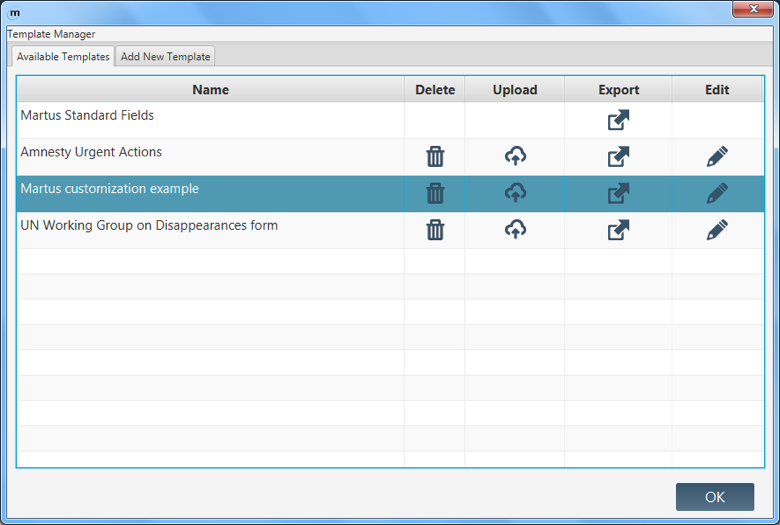 m
Template Manager
Available Templates Add New Template
Name Delete Upload Export Edit
Martus Standard Fields
Amnesty Urgent Actions
Martus customization example
UN Working Group on Disappearances form
OK